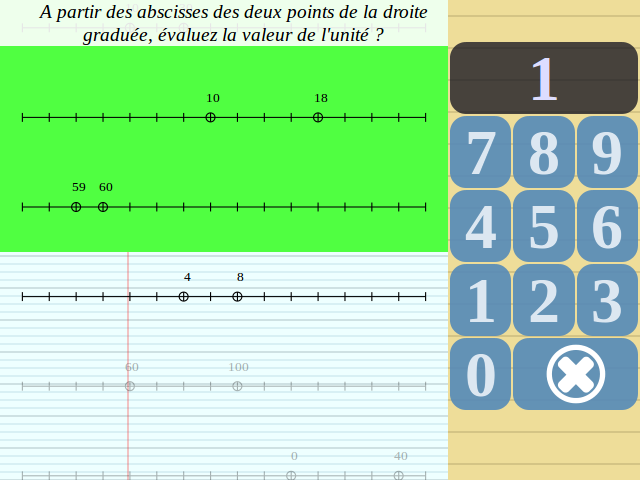 A partir des abscisses des deux points de la droite
graduée, évaluez la valeur de l'unité ?
10 18
59 60
4 8
60 100
0 40
1
7 8 9
4 5 6
1 2 3
0